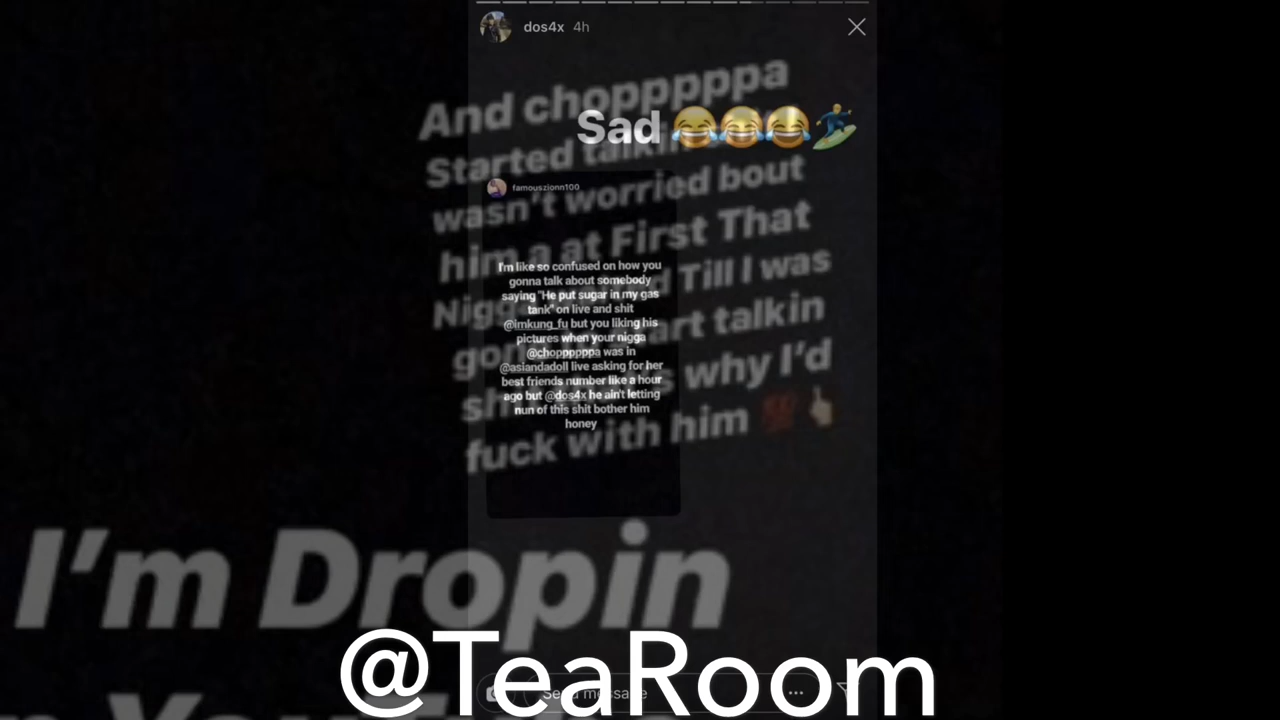 dos4x 4h
And chopppppa
Sad 😂😂😂🏄
Started talkin
famouszionn100
wasn't worried bout
him a at First That
I'm like so confused on how you
gonna talk about somebody
saying "He put sugar in my gas
tank" on live and shit
@imkung_fu but you liking his
pictures when your nigga
@choppppppa was in
@asiandadoll live asking for her
best friends number like a hour
ago but @dos4x he ain't letting
nun of this shit bother him
honey
Till I was
talkin
why I'd
fuck with him 💯👆🏼
I'm Dropin
@TeaRoom
Send message